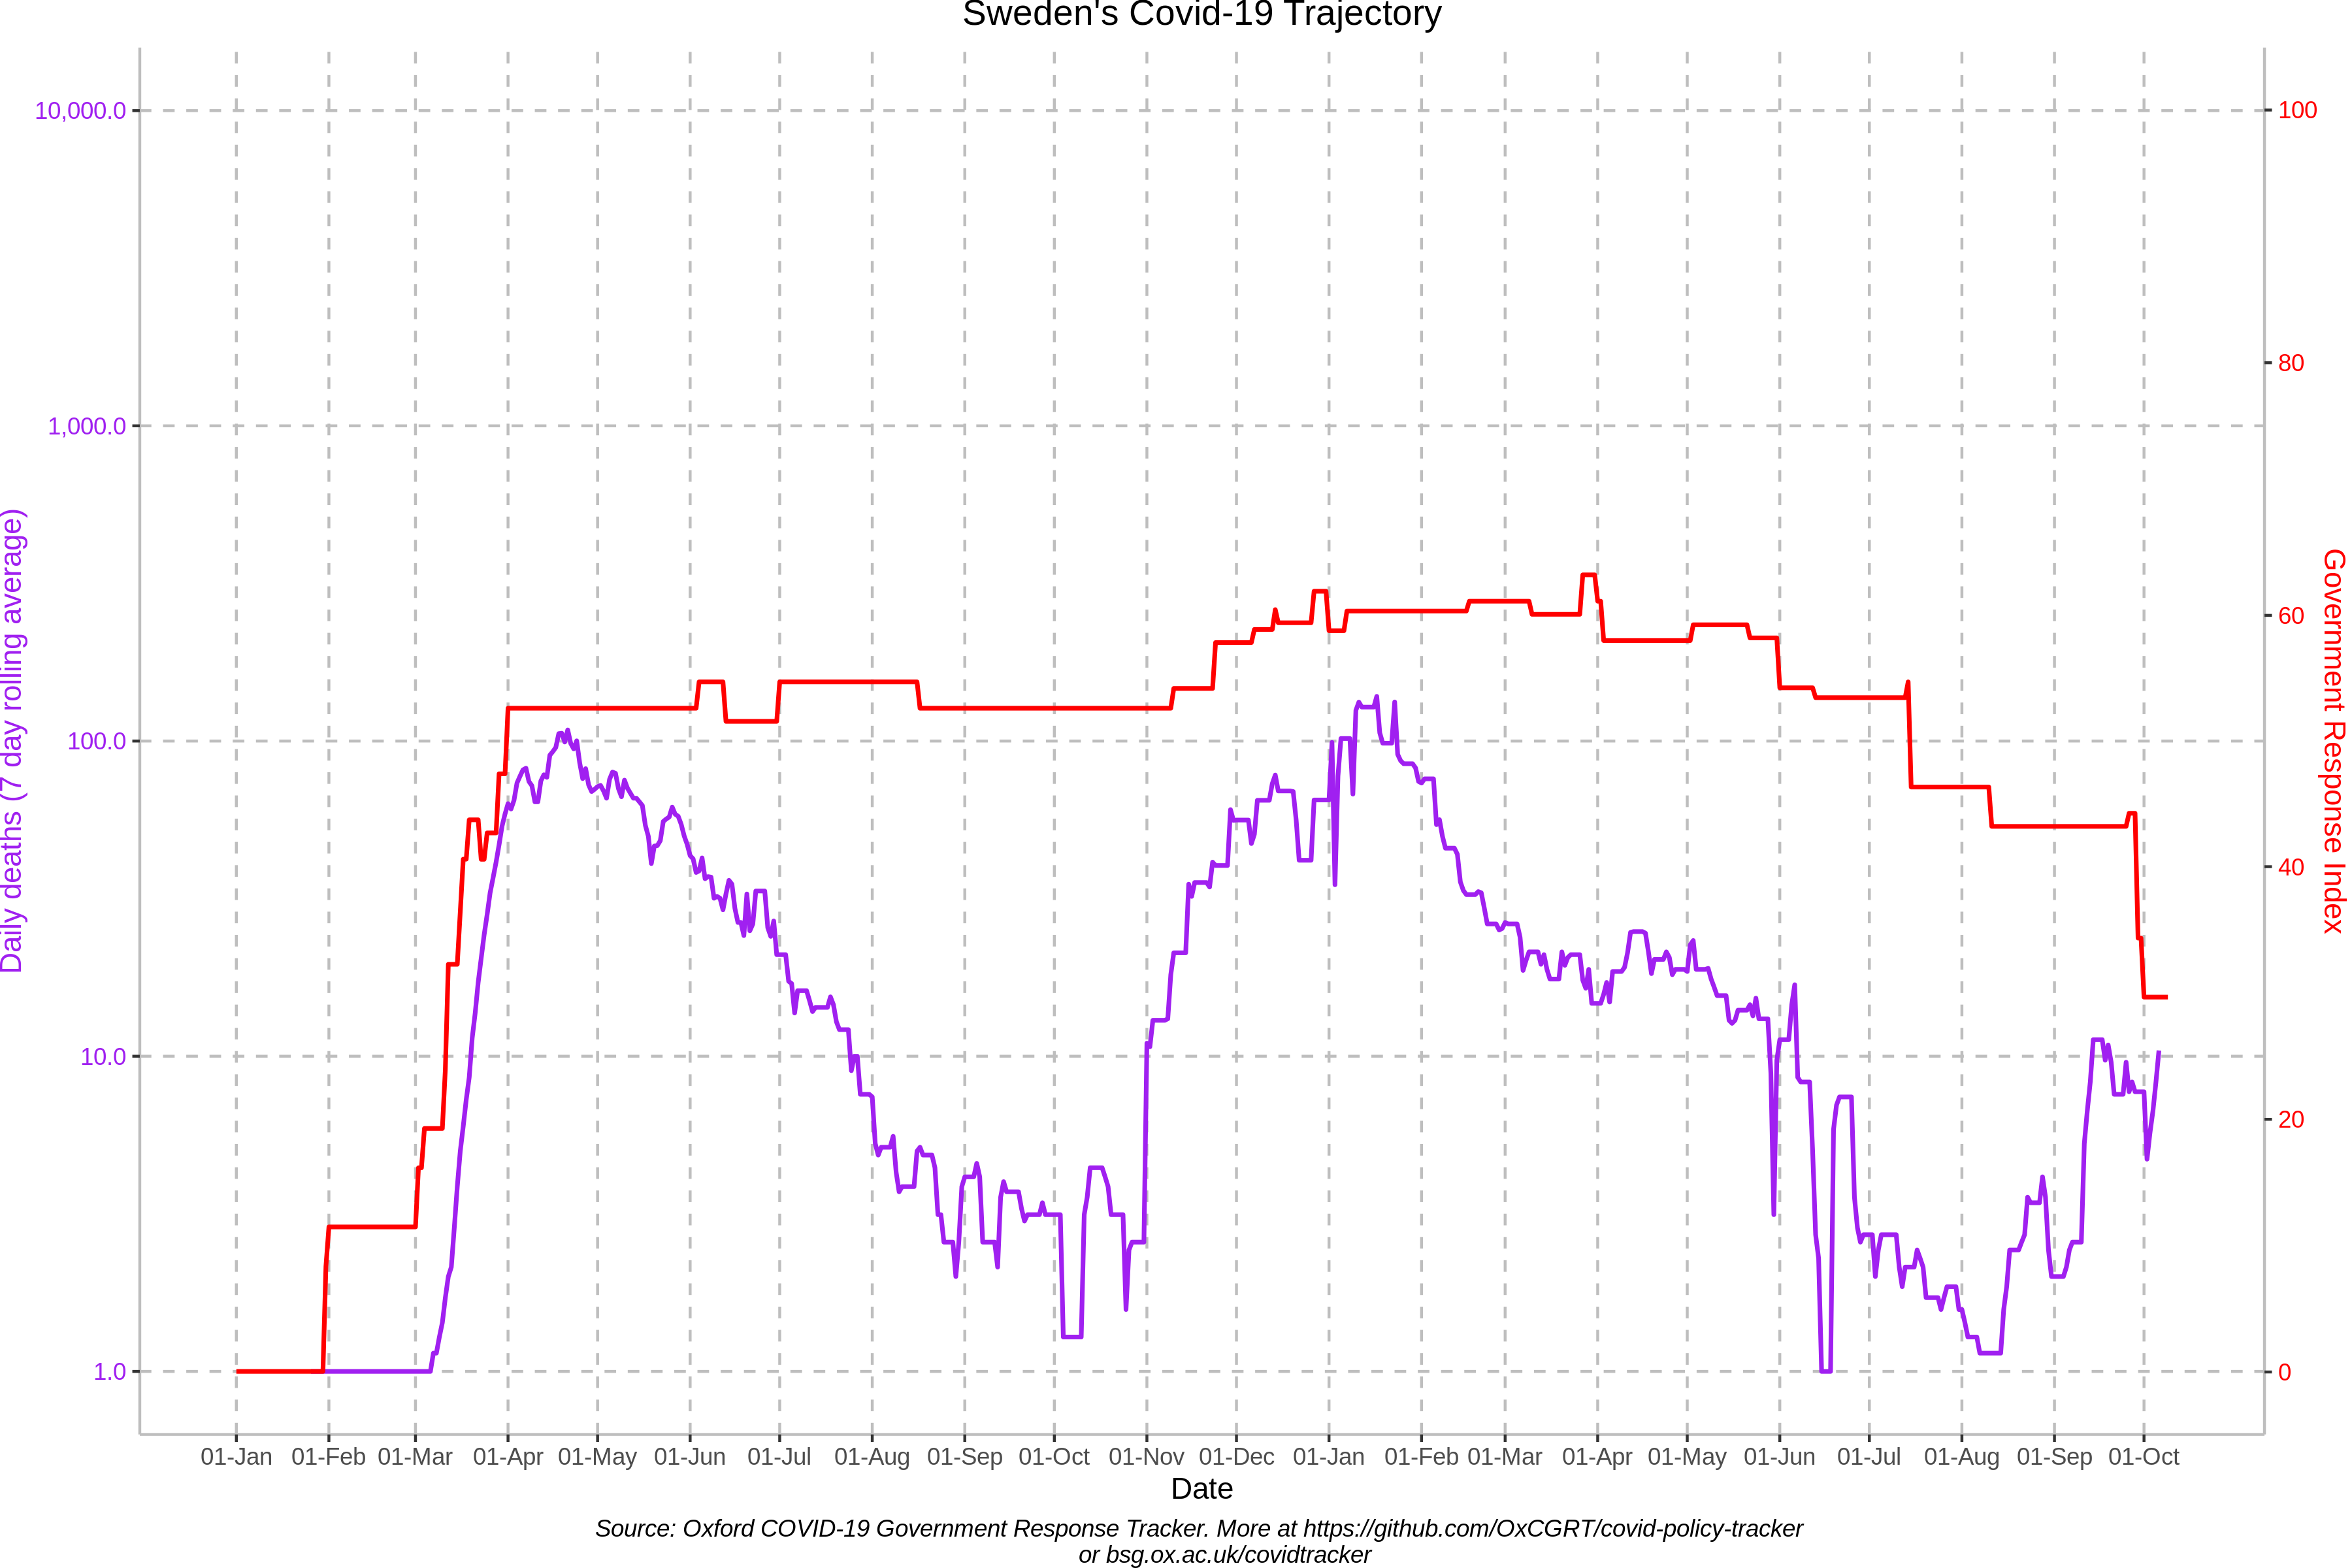 Sweden's Covid-19 Trajectory
10,000.0
1,000.0
100.0
10.0
1.0
Daily deaths (7 day rolling average)
100
80
60
40
20
0
Government Response Index
01-Jan 01-Feb 01-Mar 01-Apr 01-May 01-Jun 01-Jul 01-Aug 01-Sep 01-Oct 01-Nov 01-Dec 01-Jan 01-Feb 01-Mar 01-Apr 01-May 01-Jun 01-Jul 01-Aug 01-Sep 01-Oct
Date
Source: Oxford COVID-19 Government Response Tracker. More at https://github.com/OxCGRT/covid-policy-tracker
or bsg.ox.ac.uk/covidtracker